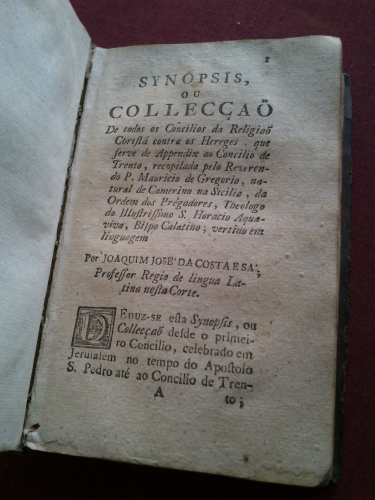 1
SYNOPSIS,
OU
COLLECÇAÕ
De todos os Concilios da Religiaõ
Christã contra os Hereges, que
serve de Appendix ao Concilio de
Trento, recopilada pelo Reveren-
do P. Mauricio de Gregorio, na-
tural de Camerino na Sicilia, da
Ordem dos Prégadores, Theologo
do Illustrissimo S. Horacio Aqua-
viva, Bispo Calatino; vertido em
linguagem
Por JOAQUIM JOSÉ DA COSTA E SA;
Professor Regio de lingua La-
tina nesta Corte.
DEDUZ-SE esta Synopsis, ou
Collecçaõ desde o primei-
ro Concilio, celebrado em
Jerusalem no tempo do Apostolo
S. Pedro até ao Concilio de Tren-
A to;